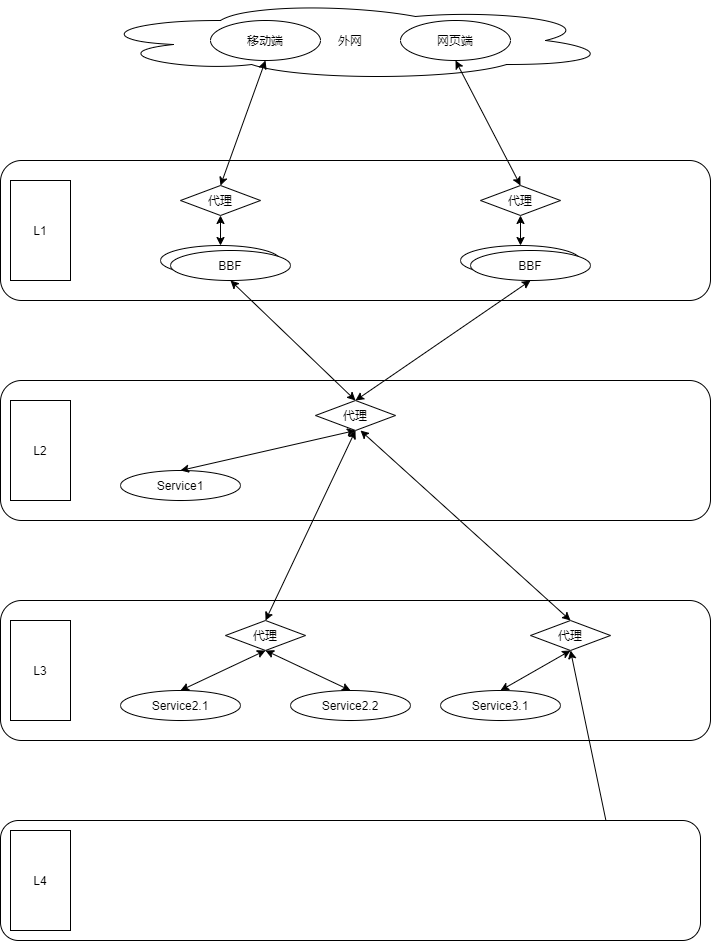 移动端 外网 网页端
代理 代理
L1
BBF BBF
代理
L2
Service1
代理 代理
L3
Service2.1 Service2.2 Service3.1
L4